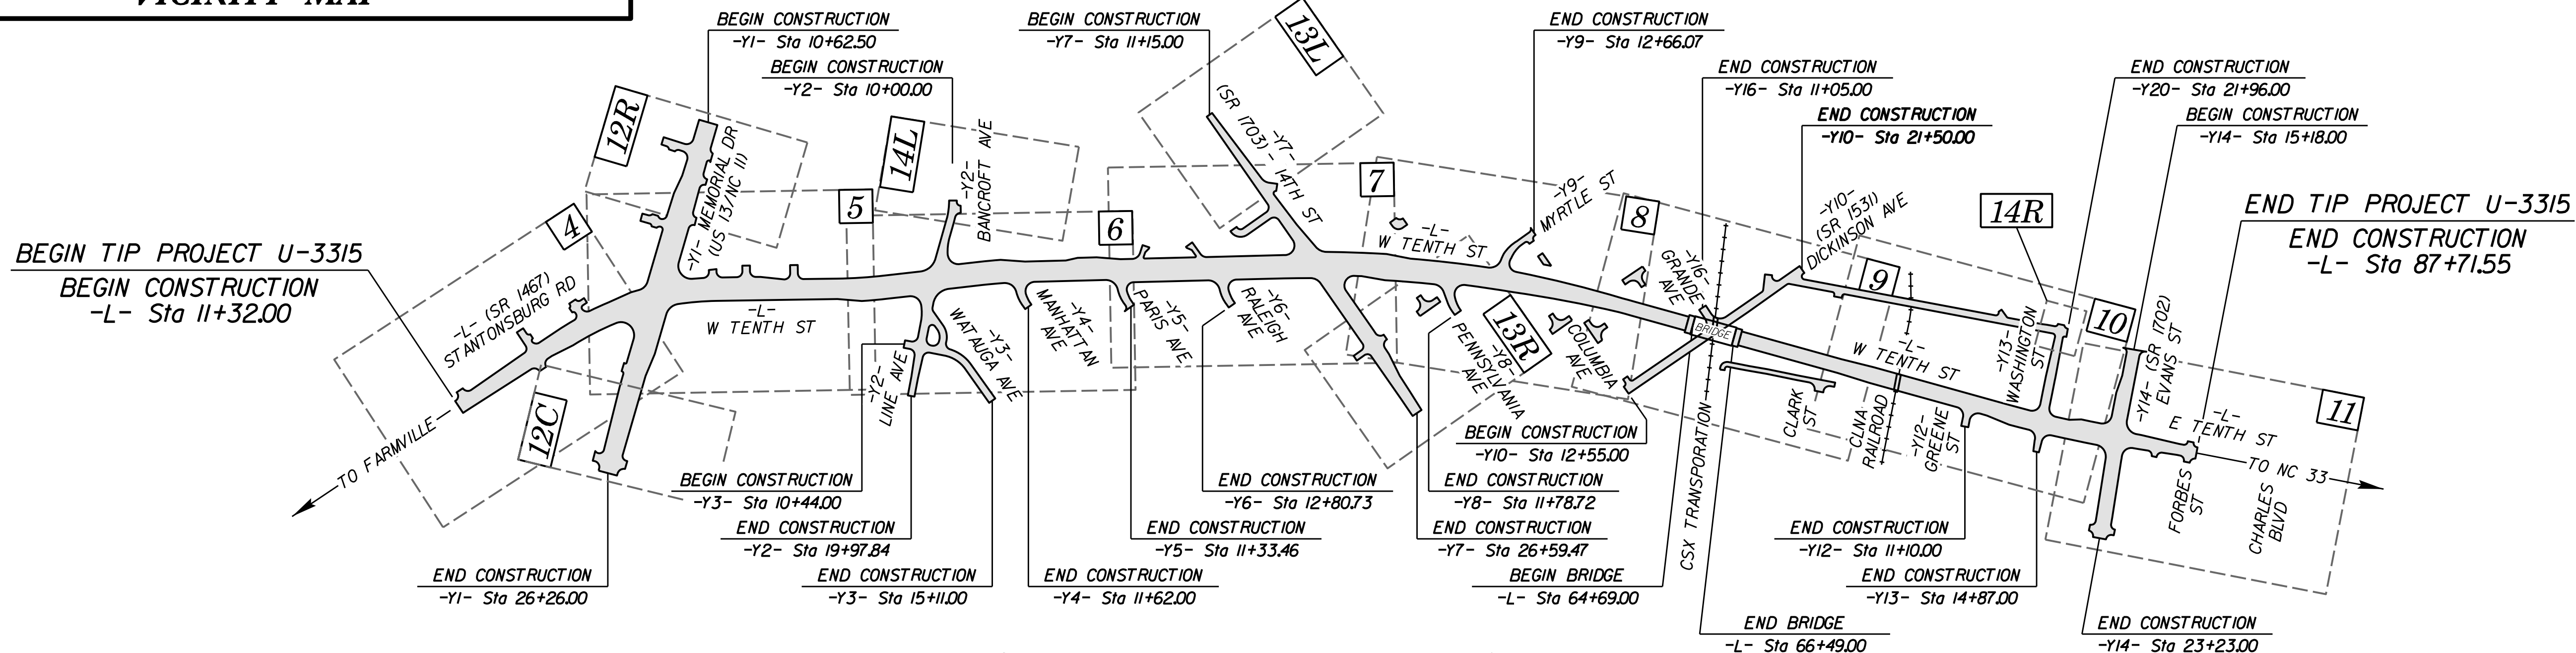 VICINITY MAP
BEGIN CONSTRUCTION
-Y1- Sta 10+62.50
BEGIN CONSTRUCTION
-Y2- Sta 10+00.00
BEGIN CONSTRUCTION
-Y7- Sta 11+15.00
END CONSTRUCTION
-Y9- Sta 12+66.07
END CONSTRUCTION
-Y16- Sta 11+05.00
END CONSTRUCTION
-Y10- Sta 21+50.00
END CONSTRUCTION
-Y20- Sta 21+96.00
BEGIN CONSTRUCTION
-Y14- Sta 15+18.00
END TIP PROJECT U-3315
END CONSTRUCTION
-L- Sta 87+71.55
BEGIN TIP PROJECT U-3315
BEGIN CONSTRUCTION
-L- Sta 11+32.00
4
12R
12C
5
14L
6
13L
7
13R
8
9
14R
10
11
-L- (SR 1467)
STANTONSBURG RD
TO FARMVILLE
-Y1- MEMORIAL DR
(US 13/NC 11)
-L-
W TENTH ST
-Y2-
BANCROFT AVE
-Y2-
LINE AVE
-Y3-
WATAUGA AVE
-Y4-
MANHATTAN
AVE
-Y5-
PARIS AVE
-Y6-
RALEIGH
AVE
-Y7-
(SR 1703) - 14TH ST
-L-
W TENTH ST
-Y8-
PENNSYLVANIA
AVE
-Y9-
MYRTLE ST
COLUMBIA
AVE
-Y16-
GRANDE
AVE
BRIDGE
-Y10-
(SR 1531)
DICKINSON AVE
CSX TRANSPORATION
CLARK
ST
-L-
W TENTH ST
CLNA
RAILROAD
-Y12-
GREENE
ST
-Y13-
WASHINGTON
ST
-Y14- (SR 1702)
EVANS ST
-L-
E TENTH ST
TO NC 33
FORBES
ST
CHARLES
BLVD
BEGIN CONSTRUCTION
-Y3- Sta 10+44.00
END CONSTRUCTION
-Y2- Sta 19+97.84
END CONSTRUCTION
-Y1- Sta 26+26.00
END CONSTRUCTION
-Y3- Sta 15+11.00
END CONSTRUCTION
-Y4- Sta 11+62.00
END CONSTRUCTION
-Y5- Sta 11+33.46
END CONSTRUCTION
-Y6- Sta 12+80.73
BEGIN CONSTRUCTION
-Y10- Sta 12+55.00
END CONSTRUCTION
-Y8- Sta 11+78.72
END CONSTRUCTION
-Y7- Sta 26+59.47
BEGIN BRIDGE
-L- Sta 64+69.00
END BRIDGE
-L- Sta 66+49.00
END CONSTRUCTION
-Y12- Sta 11+10.00
END CONSTRUCTION
-Y13- Sta 14+87.00
END CONSTRUCTION
-Y14- Sta 23+23.00